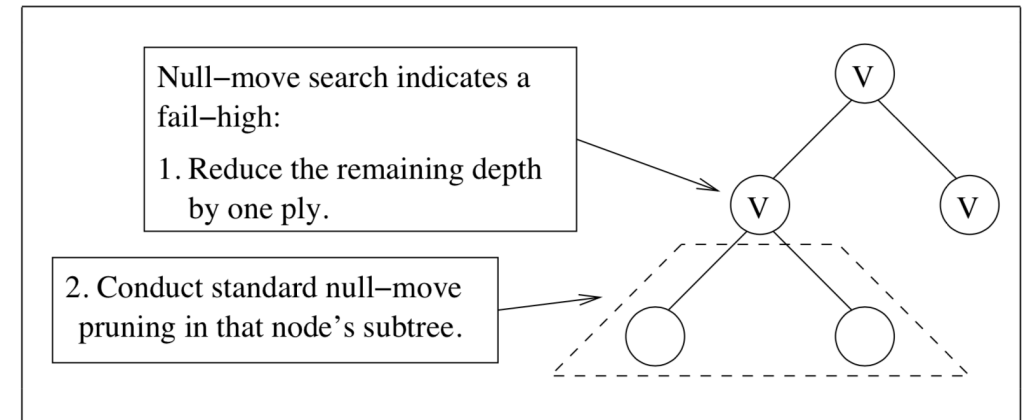 Null−move search indicates a
fail−high:
1. Reduce the remaining depth
by one ply.
2. Conduct standard null−move
pruning in that node's subtree.
V
V
V